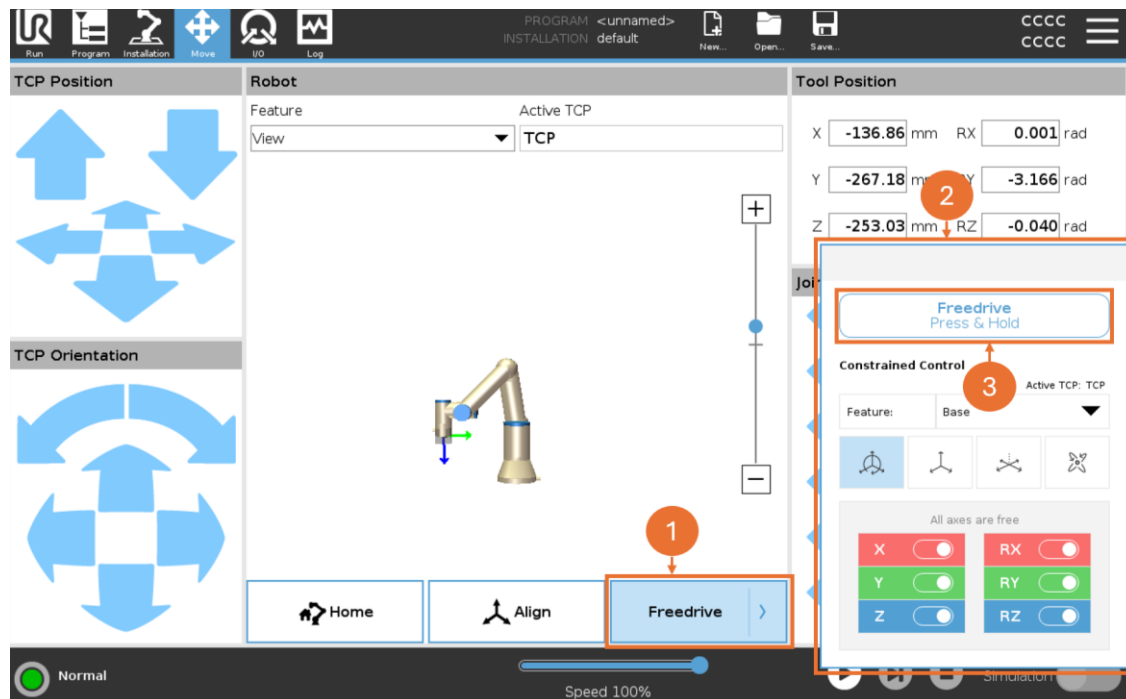 PROGRAM <unnamed>
INSTALLATION default
CCCC
CCCC
Run
Program
Installation
Move
I/O
Log
New...
Open...
Save...
TCP Position
Robot
Tool Position
Feature
Active TCP
View
TCP
X -136.86 mm RX 0.001 rad
Y -267.18 -3.166 rad
Z -253.03 mm RZ -0.040 rad
2
Freedrive
Press & Hold
TCP Orientation
Constrained Control
3
Active TCP: TCP
Feature: Base
All axes are free
X RX
Y RY
Z RZ
1
Home
Align
Freedrive
Normal
Speed 100%
Simulation